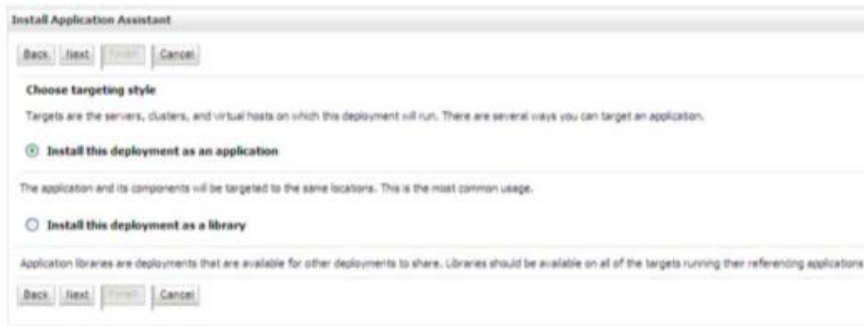 Install Application Assistant
Back Next Finish Cancel
Choose targeting style
Targets are the servers, clusters, and virtual hosts on which this deployment will run. There are several ways you can target an application.
Install this deployment as an application
The application and its components will be targeted to the same locations. This is the most common usage.
Install this deployment as a library
Application libraries are deployments that are available for other deployments to share. Libraries should be available on all of the targets running their referencing applications
Back Next Finish Cancel